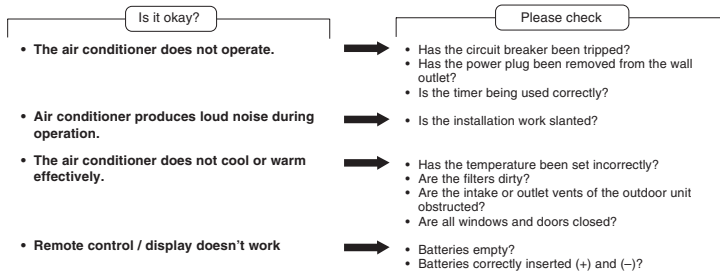 Is it okay?
Please check
• The air conditioner does not operate.
• Has the circuit breaker been tripped?
• Has the power plug been removed from the wall
outlet?
• Is the timer being used correctly?
• Air conditioner produces loud noise during
operation.
• Is the installation work slanted?
• The air conditioner does not cool or warm
effectively.
• Has the temperature been set incorrectly?
• Are the filters dirty?
• Are the intake or outlet vents of the outdoor unit
obstructed?
• Are all windows and doors closed?
• Remote control / display doesn't work
• Batteries empty?
• Batteries correctly inserted (+) and (–)?